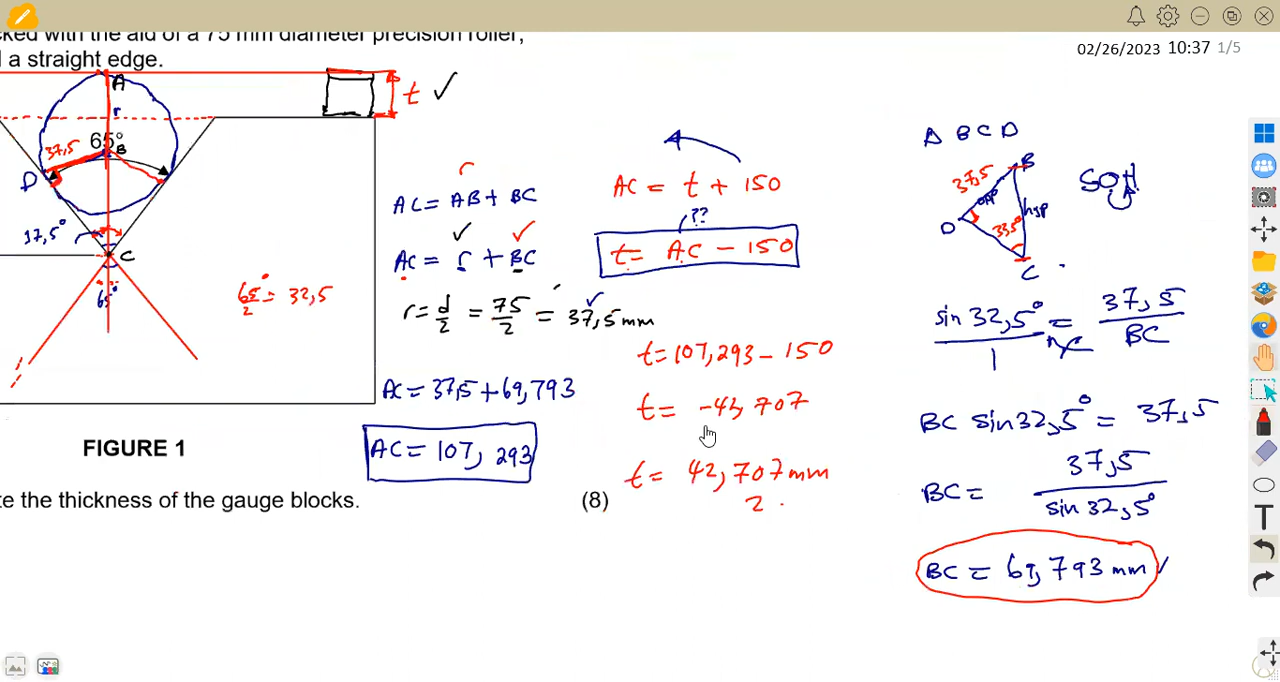 02/26/2023 10:37 1/5
cked with the aid of a 75 mm diameter precision roller,
a straight edge.
A
r
t ✓
65°
B
37,5
D
C
65°
65°/2 = 32,5
r
AC = AB + BC
AC = r + BC
r = d/2 = 75/2 = 37,5 mm
AC = 37,5 + 69,793
AC = 107, 293
AC = t + 150
??
t = AC - 150
t = 107,293 - 150
t = -42,707
t = 42,707 mm
2
A B C D
B
37,5
opp
hyp
D
C
SOH
sin 32,5° / 1 = 37,5 / BC
BC sin 32,5° = 37,5
BC = 37,5 / sin 32,5°
BC = 69,793 mm ✓
FIGURE 1
te the thickness of the gauge blocks.
(8)
T